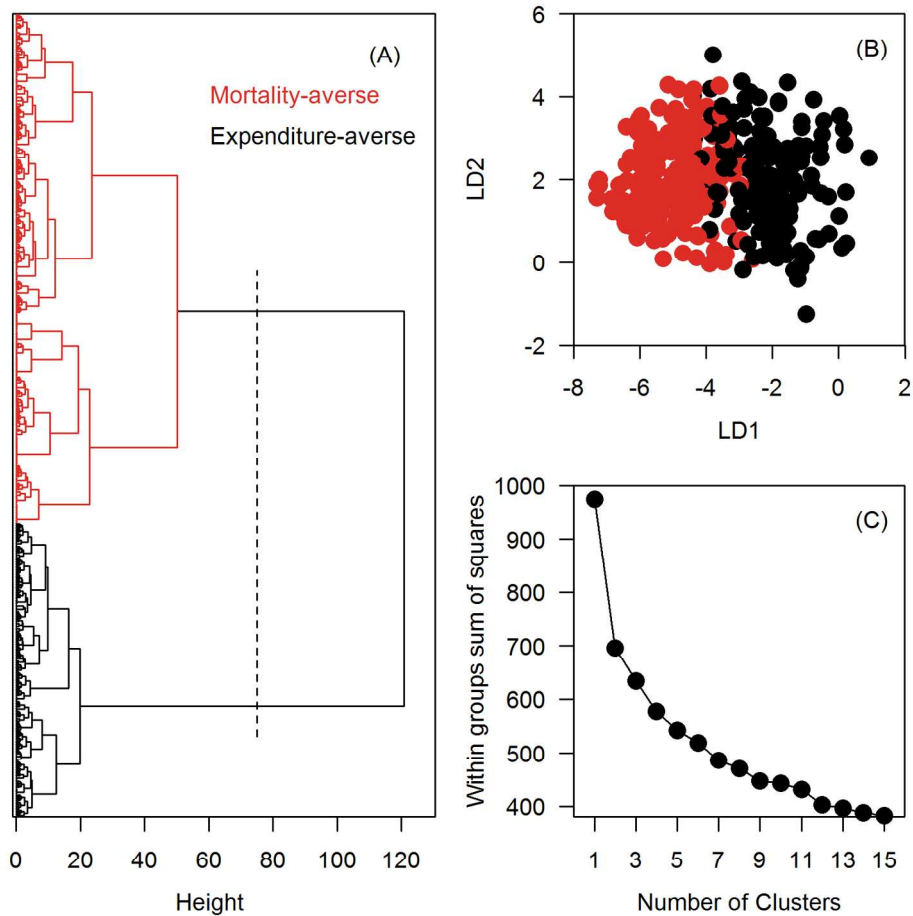 (A)
Mortality-averse
Expenditure-averse
0 20 40 60 80 100 120
Height
(B)
6
4
2
0
-2
LD2
-8 -6 -4 -2 0 2
LD1
(C)
1000
900
800
700
600
500
400
Within groups sum of squares
1 3 5 7 9 11 13 15
Number of Clusters